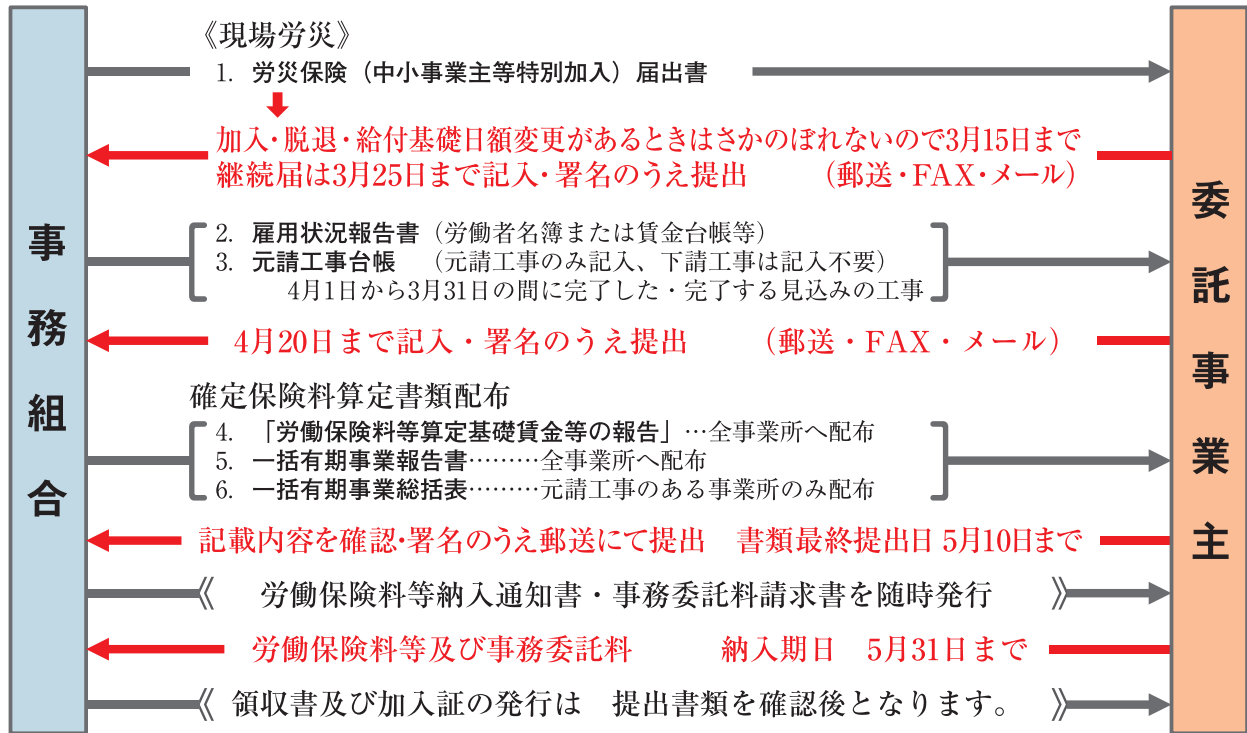 事務組合
《現場労災》
1. 労災保険（中小事業主等特別加入）届出書
加入・脱退・給付基礎日額変更があるときはさかのぼれないので3月15日まで
継続届は3月25日まで記入・署名のうえ提出　（郵送・FAX・メール）
2. 雇用状況報告書（労働者名簿または賃金台帳等）
3. 元請工事台帳　（元請工事のみ記入、下請工事は記入不要）
4月1日から3月31日の間に完了した・完了する見込みの工事
4月20日まで記入・署名のうえ提出　（郵送・FAX・メール）
確定保険料算定書類配布
4. 「労働保険料等算定基礎賃金等の報告」…全事業所へ配布
5. 一括有期事業報告書………全事業所へ配布
6. 一括有期事業総括表………元請工事のある事業所のみ配布
記載内容を確認・署名のうえ郵送にて提出　書類最終提出日 5月10日まで
《　労働保険料等納入通知書・事務委託料請求書を随時発行　》
労働保険料等及び事務委託料　納入期日　5月31日まで
《　領収書及び加入証の発行は　提出書類を確認後となります。　》
委託事業主